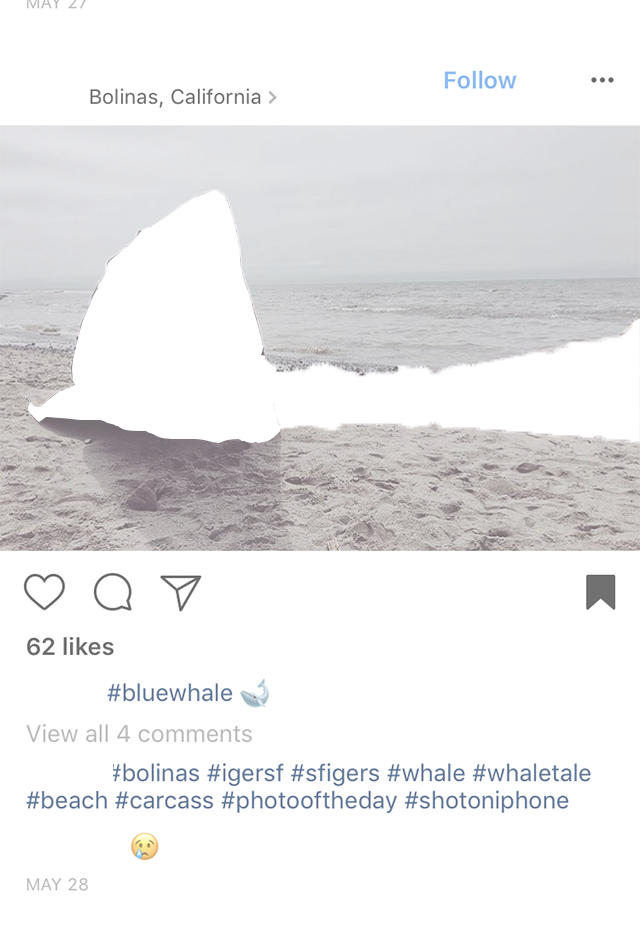 MAY 27
Follow
Bolinas, California
62 likes
#bluewhale 🐳
View all 4 comments
#bolinas #igersf #sfigers #whale #whaletale
#beach #carcass #photooftheday #shotoniphone
😢
MAY 28